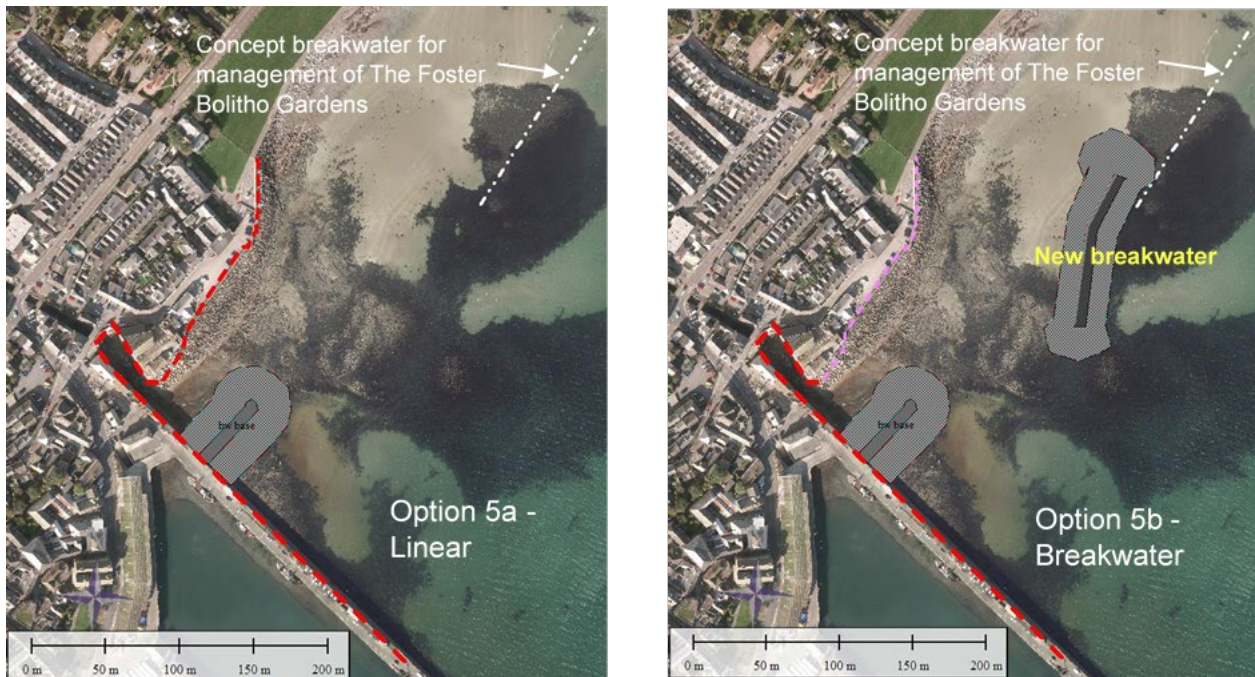 Concept breakwater for
management of The Foster
Bolitho Gardens
bw base
Option 5a -
Linear
0 m
50 m
100 m
150 m
200 m
Concept breakwater for
management of The Foster
Bolitho Gardens
New breakwater
bw base
Option 5b -
Breakwater
0 m
50 m
100 m
150 m
200 m